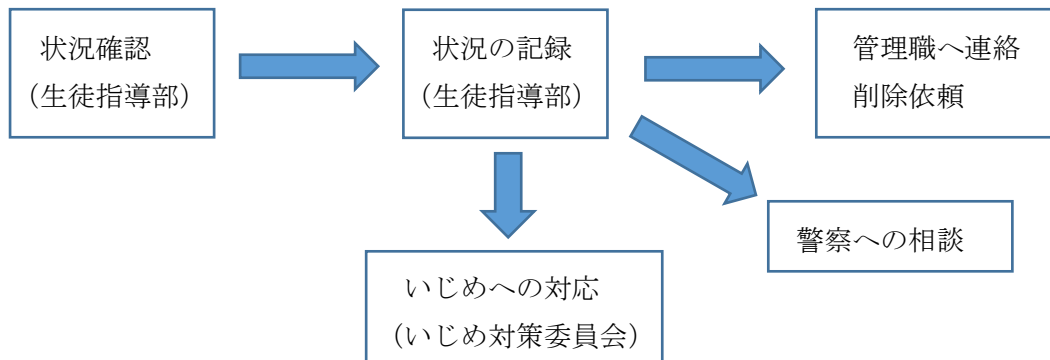 状況確認
（生徒指導部）
状況の記録
（生徒指導部）
管理職へ連絡
削除依頼
警察への相談
いじめへの対応
（いじめ対策委員会）